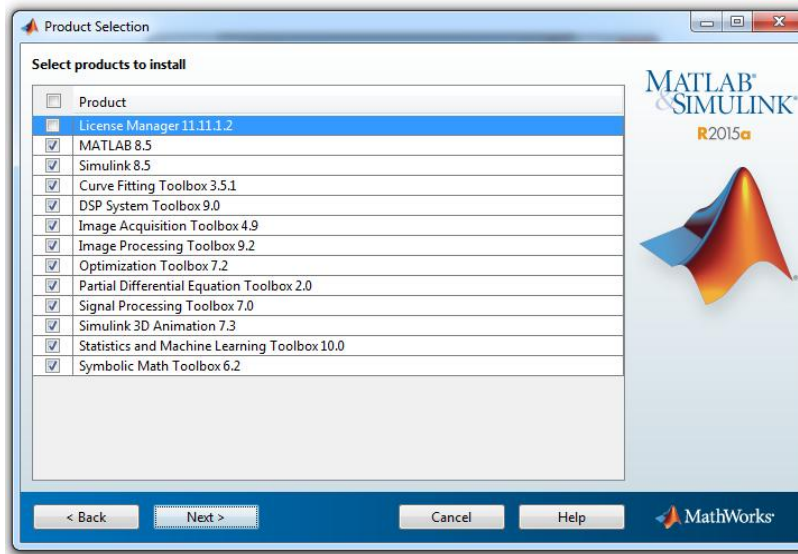 Product Selection
Select products to install
Product
License Manager 11.11.1.2
MATLAB 8.5
Simulink 8.5
Curve Fitting Toolbox 3.5.1
DSP System Toolbox 9.0
Image Acquisition Toolbox 4.9
Image Processing Toolbox 9.2
Optimization Toolbox 7.2
Partial Differential Equation Toolbox 2.0
Signal Processing Toolbox 7.0
Simulink 3D Animation 7.3
Statistics and Machine Learning Toolbox 10.0
Symbolic Math Toolbox 6.2
MATLAB®
&SIMULINK®
R2015a
< Back
Next >
Cancel
Help
MathWorks®